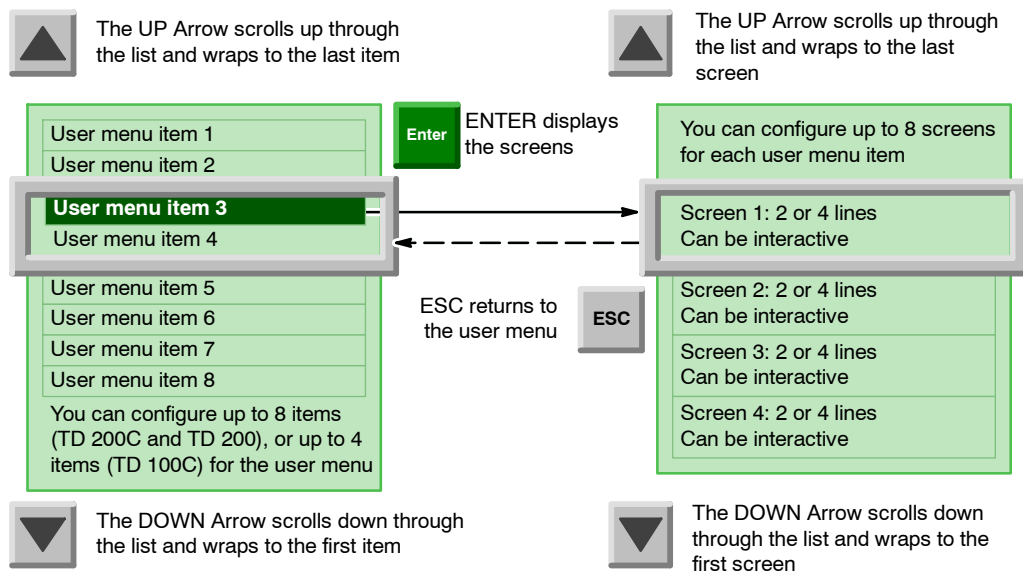 The UP Arrow scrolls up through
the list and wraps to the last item
User menu item 1
User menu item 2
User menu item 3
User menu item 4
User menu item 5
User menu item 6
User menu item 7
User menu item 8
You can configure up to 8 items
(TD 200C and TD 200), or up to 4
items (TD 100C) for the user menu
The DOWN Arrow scrolls down through
the list and wraps to the first item
Enter
ENTER displays
the screens
ESC returns to
the user menu
ESC
The UP Arrow scrolls up through
the list and wraps to the last
screen
You can configure up to 8 screens
for each user menu item
Screen 1: 2 or 4 lines
Can be interactive
Screen 2: 2 or 4 lines
Can be interactive
Screen 3: 2 or 4 lines
Can be interactive
Screen 4: 2 or 4 lines
Can be interactive
The DOWN Arrow scrolls down
through the list and wraps to the
first screen